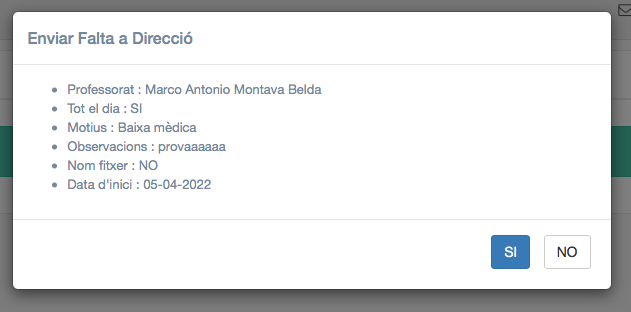 Enviar Falta a Direcció
Professorat : Marco Antonio Montava Belda
Tot el dia : SI
Motius : Baixa mèdica
Observacions : provaaaaaa
Nom fitxer : NO
Data d'inici : 05-04-2022
SI NO